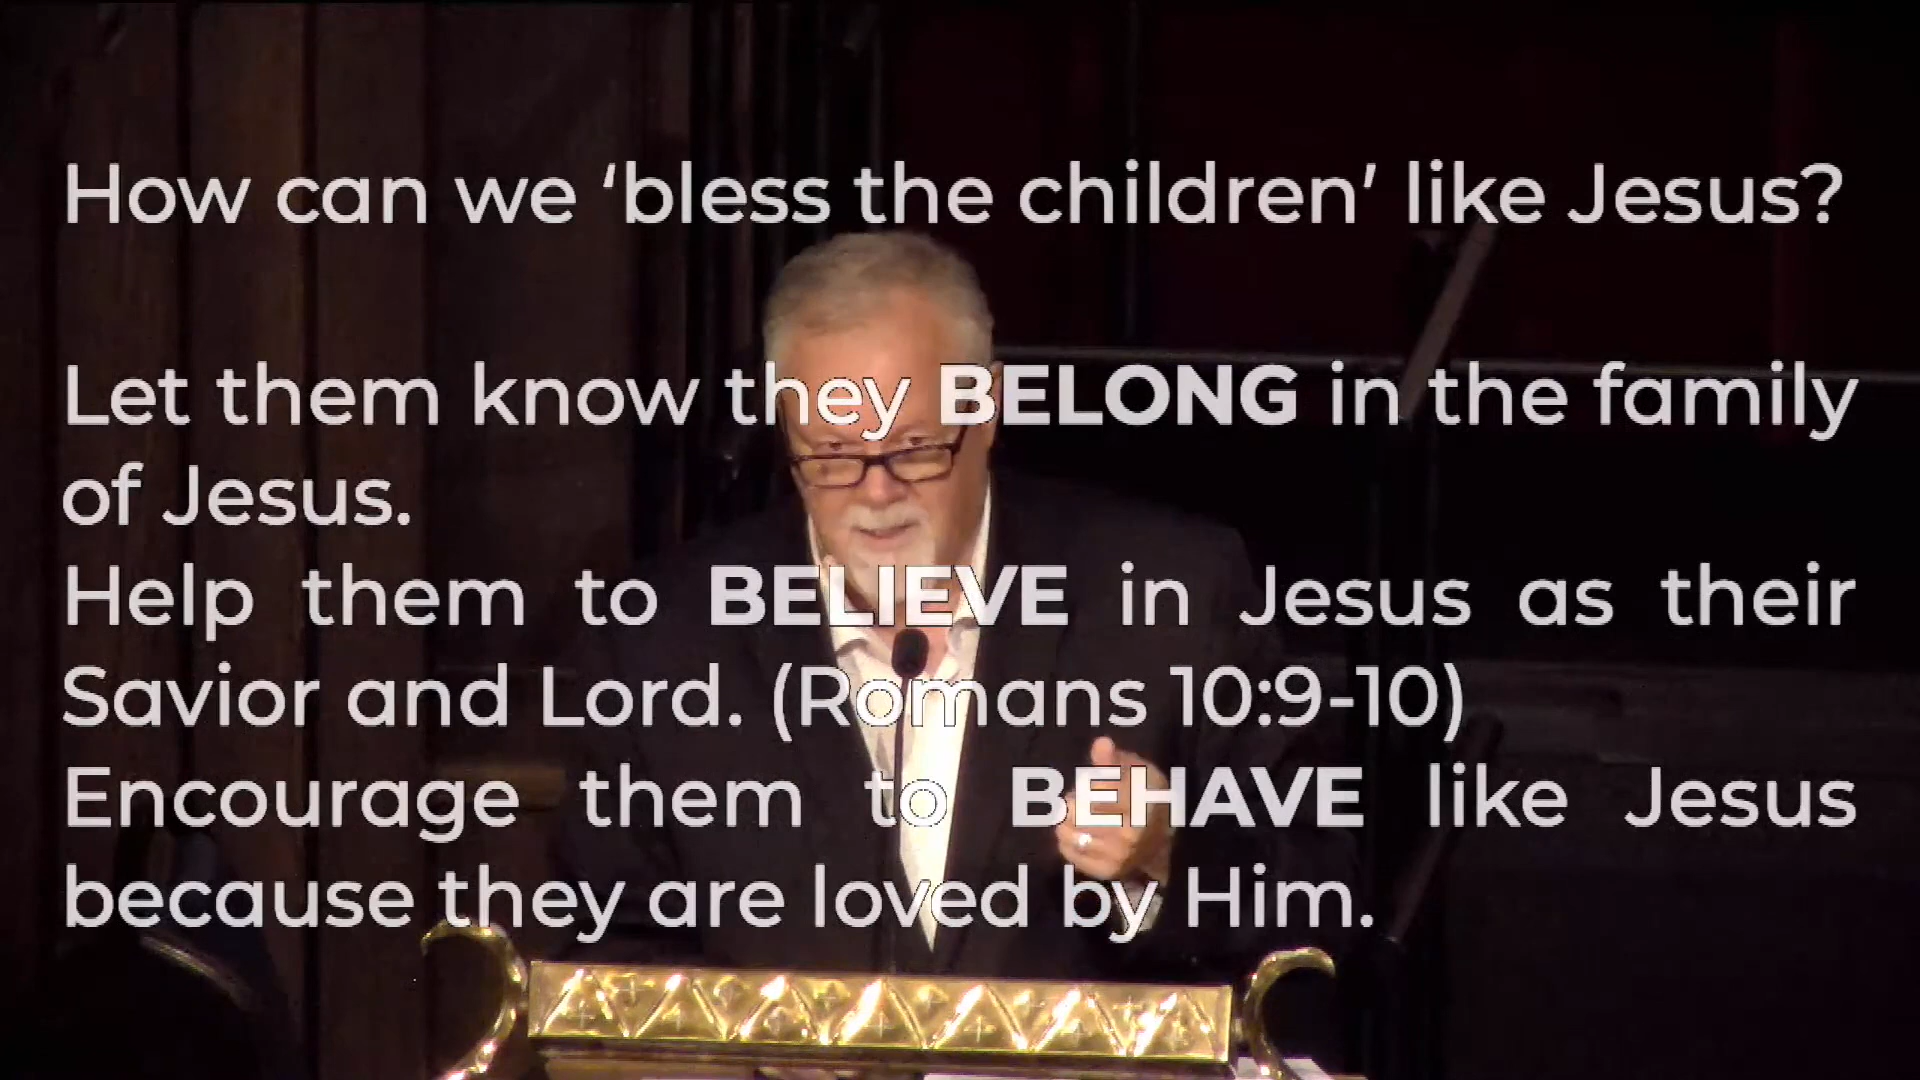 How can we ‘bless the children’ like Jesus?
Let them know they BELONG in the family
of Jesus.
Help them to BELIEVE in Jesus as their
Savior and Lord. (Romans 10:9-10)
Encourage them to BEHAVE like Jesus
because they are loved by Him.